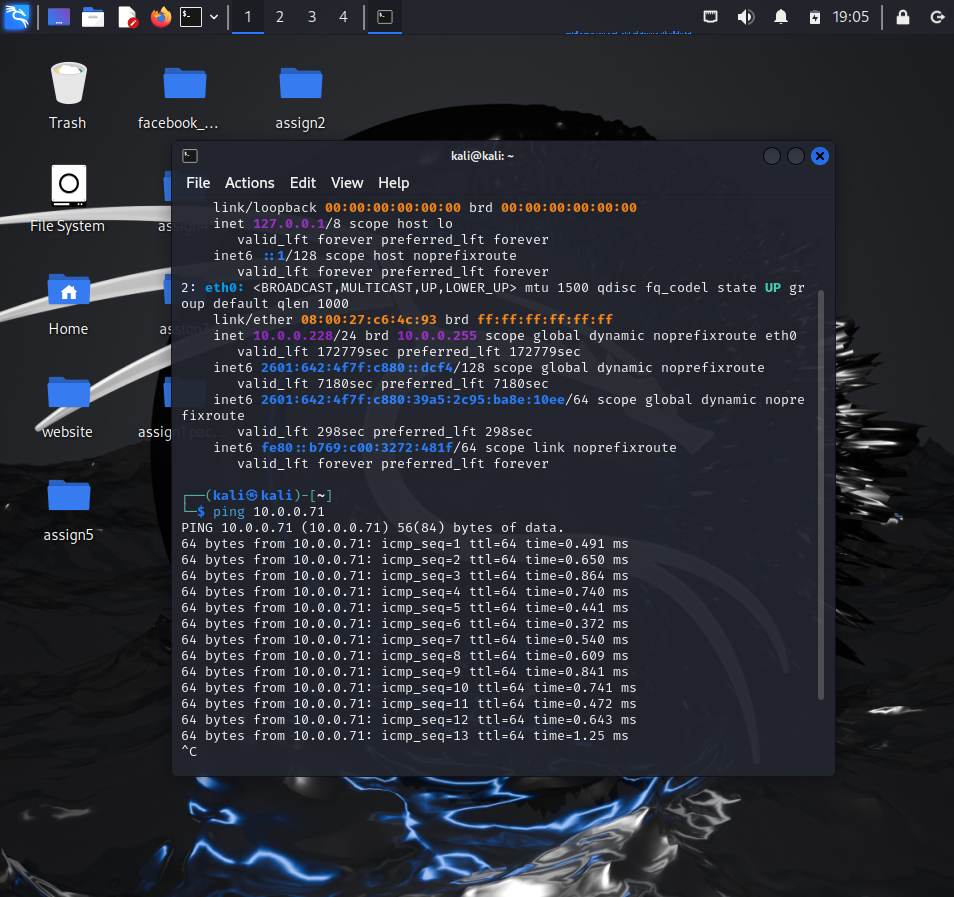 1 2 3 4 19:05
Trash
facebook_...
assign2
File System
Home
website
assign5
kali@kali: ~
File Actions Edit View Help
link/loopback 00:00:00:00:00:00 brd 00:00:00:00:00:00
inet 127.0.0.1/8 scope host lo
valid_lft forever preferred_lft forever
inet6 ::1/128 scope host noprefixroute
valid_lft forever preferred_lft forever
2: eth0: <BROADCAST,MULTICAST,UP,LOWER_UP> mtu 1500 qdisc fq_codel state UP gr
oup default qlen 1000
link/ether 08:00:27:c6:4c:93 brd ff:ff:ff:ff:ff:ff
inet 10.0.0.228/24 brd 10.0.0.255 scope global dynamic noprefixroute eth0
valid_lft 172779sec preferred_lft 172779sec
inet6 2601:642:4f7f:c880::dcf4/128 scope global dynamic noprefixroute
valid_lft 7180sec preferred_lft 7180sec
inet6 2601:642:4f7f:c880:39a5:2c95:ba8e:10ee/64 scope global dynamic nopre
fixroute
valid_lft 298sec preferred_lft 298sec
inet6 fe80::b769:c00:3272:481f/64 scope link noprefixroute
valid_lft forever preferred_lft forever
┌──(kali㉿kali)-[~]
└─$ ping 10.0.0.71
PING 10.0.0.71 (10.0.0.71) 56(84) bytes of data.
64 bytes from 10.0.0.71: icmp_seq=1 ttl=64 time=0.491 ms
64 bytes from 10.0.0.71: icmp_seq=2 ttl=64 time=0.650 ms
64 bytes from 10.0.0.71: icmp_seq=3 ttl=64 time=0.864 ms
64 bytes from 10.0.0.71: icmp_seq=4 ttl=64 time=0.740 ms
64 bytes from 10.0.0.71: icmp_seq=5 ttl=64 time=0.441 ms
64 bytes from 10.0.0.71: icmp_seq=6 ttl=64 time=0.372 ms
64 bytes from 10.0.0.71: icmp_seq=7 ttl=64 time=0.540 ms
64 bytes from 10.0.0.71: icmp_seq=8 ttl=64 time=0.609 ms
64 bytes from 10.0.0.71: icmp_seq=9 ttl=64 time=0.841 ms
64 bytes from 10.0.0.71: icmp_seq=10 ttl=64 time=0.741 ms
64 bytes from 10.0.0.71: icmp_seq=11 ttl=64 time=0.472 ms
64 bytes from 10.0.0.71: icmp_seq=12 ttl=64 time=0.643 ms
64 bytes from 10.0.0.71: icmp_seq=13 ttl=64 time=1.25 ms
^C